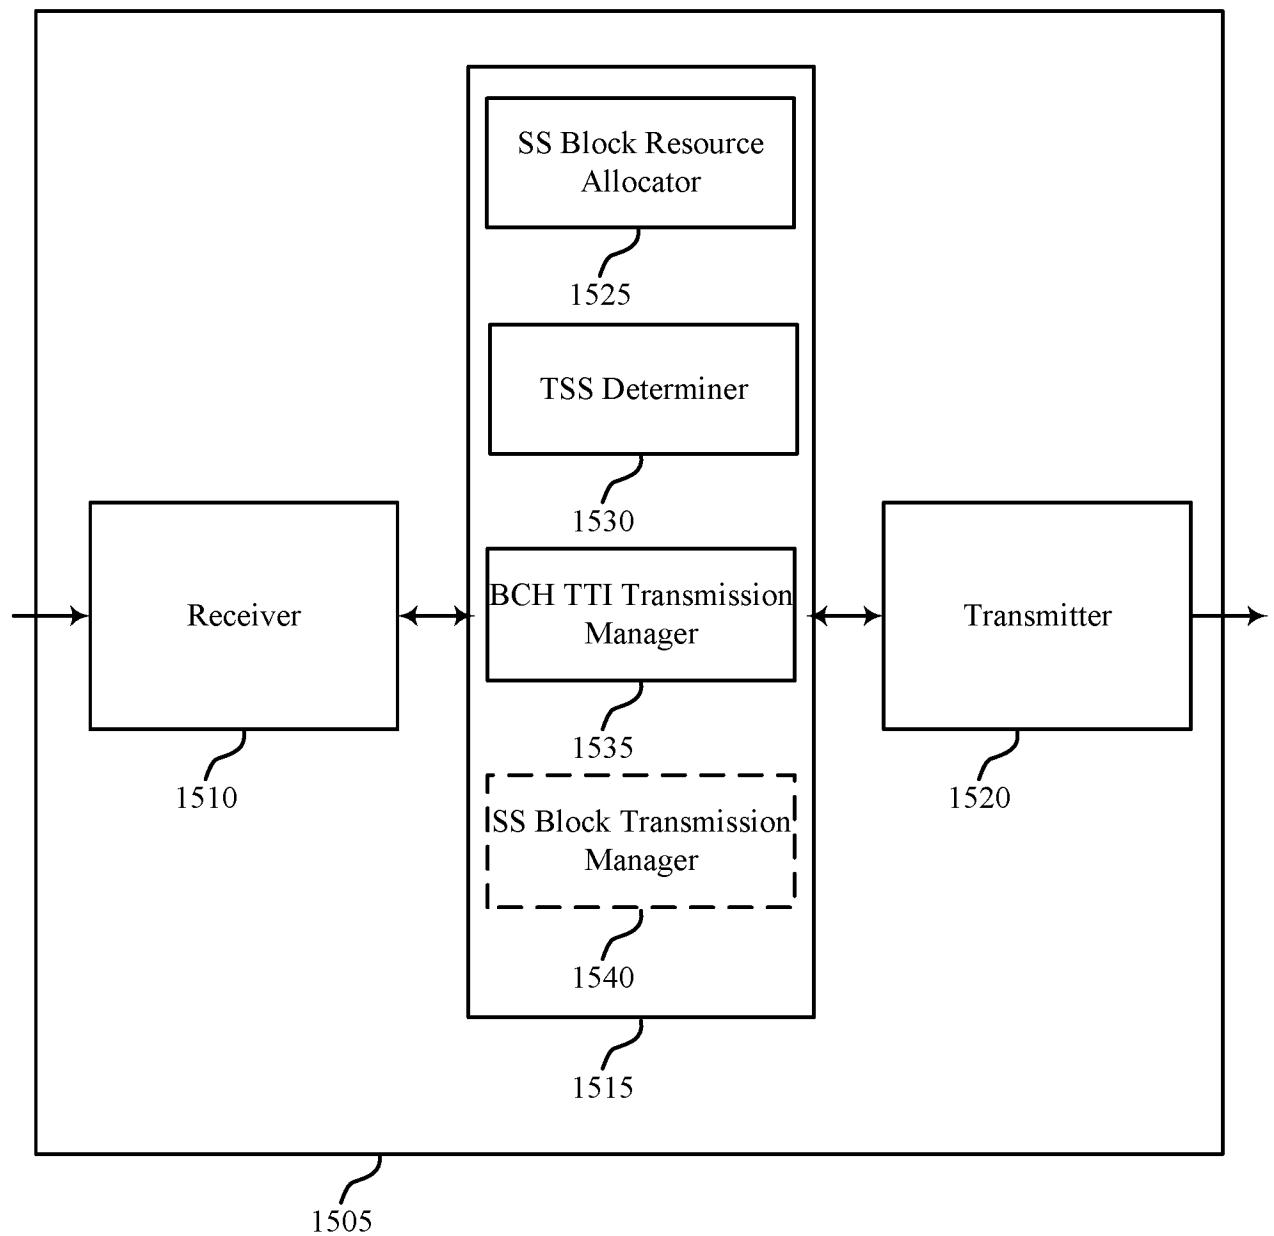 SS Block Resource
Allocator
1525
TSS Determiner
1530
BCH TTI Transmission
Manager
1535
Receiver
1510
Transmitter
1520
SS Block Transmission
Manager
1540
1515
1505